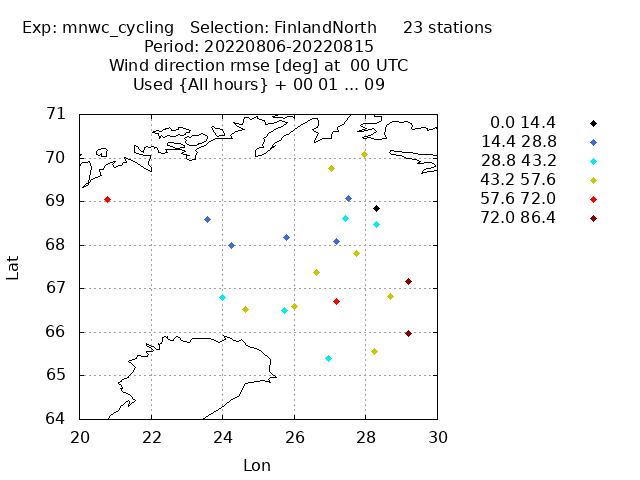 Exp: mnwc_cycling   Selection: FinlandNorth     23 stations
Period: 20220806-20220815
Wind direction rmse [deg] at  00 UTC
Used {All hours} + 00 01 ... 09
71
70
69
68
67
66
65
64
Lat
20 22 24 26 28 30
Lon
0.0 14.4
14.4 28.8
28.8 43.2
43.2 57.6
57.6 72.0
72.0 86.4